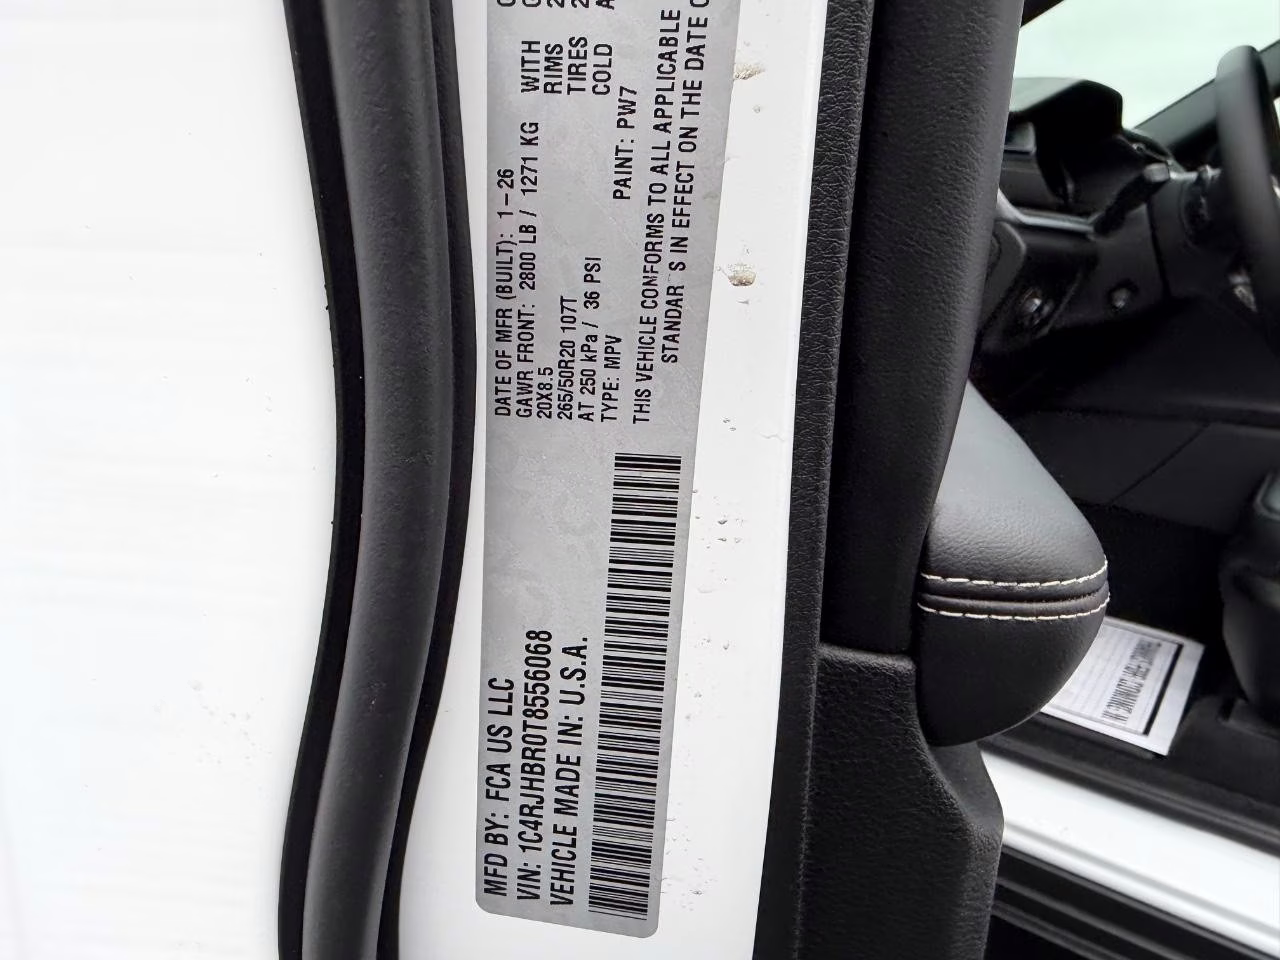 MFD BY: FCA US LLC
VIN: 1C4RJHBR0T8556068
VEHICLE MADE IN: U.S.A.
DATE OF MFR (BUILT): 1-26
GAWR FRONT: 2800 LB / 1271 KG WITH
20X8.5 RIMS
265/50R20 107T TIRES
AT 250 kPa / 36 PSI COLD
TYPE: MPV PAINT: PW7
THIS VEHICLE CONFORMS TO ALL APPLICABLE
STANDAR S IN EFFECT ON THE DATE